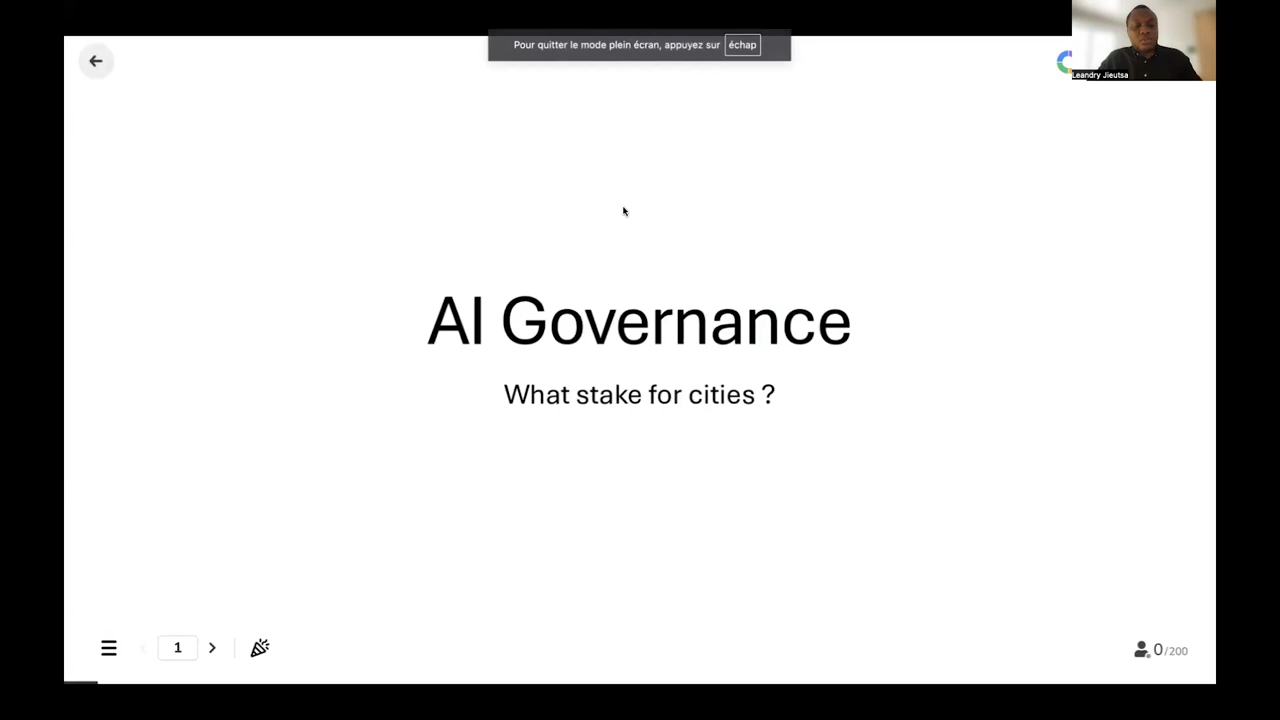 Pour quitter le mode plein écran, appuyez sur échap
Leandry Jieutsa
AI Governance
What stake for cities ?
1
0/200